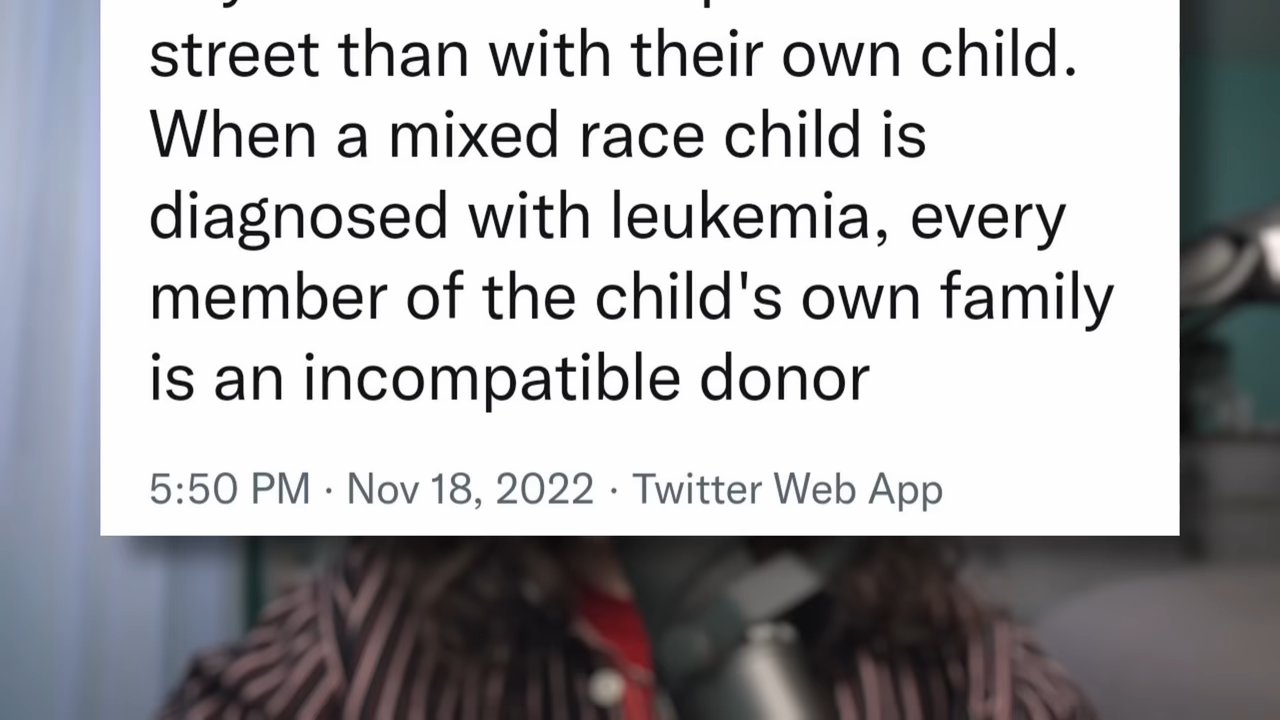 street than with their own child.
When a mixed race child is
diagnosed with leukemia, every
member of the child's own family
is an incompatible donor
5:50 PM · Nov 18, 2022 · Twitter Web App